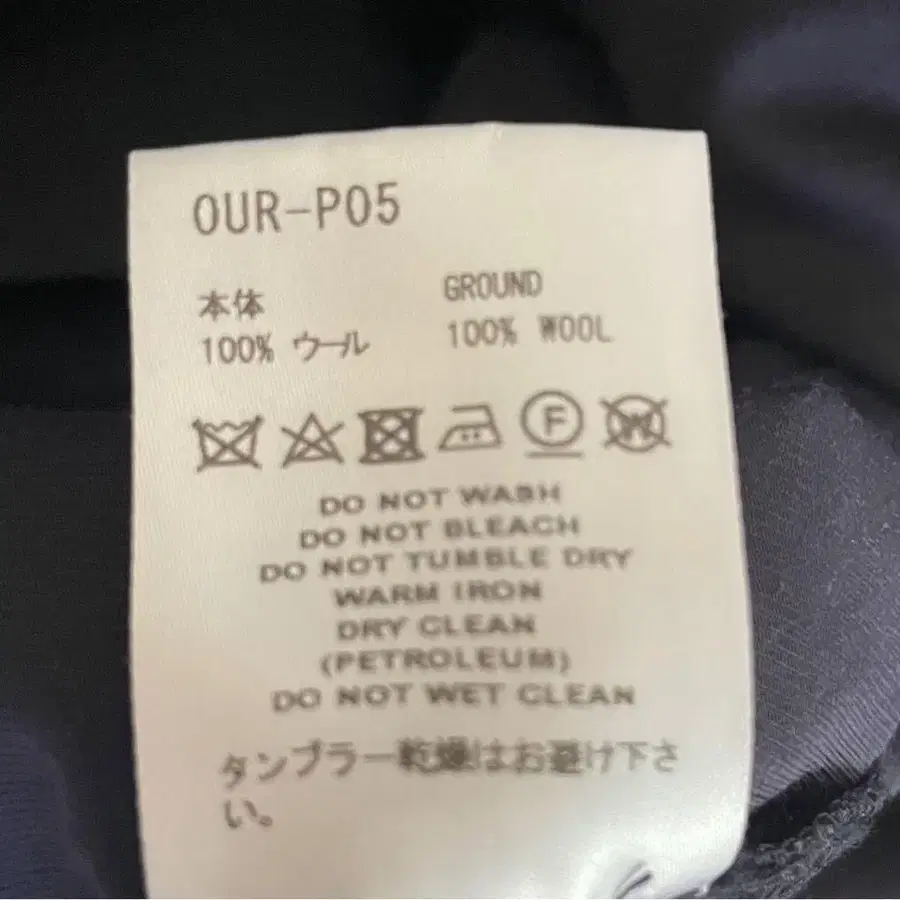 OUR-P05
本体
100% ウール
GROUND
100% WOOL
F
W
DO NOT WASH
DO NOT BLEACH
DO NOT TUMBLE DRY
WARM IRON
DRY CLEAN
(PETROLEUM)
DO NOT WET CLEAN
タンブラー乾燥はお避け下さ
い。